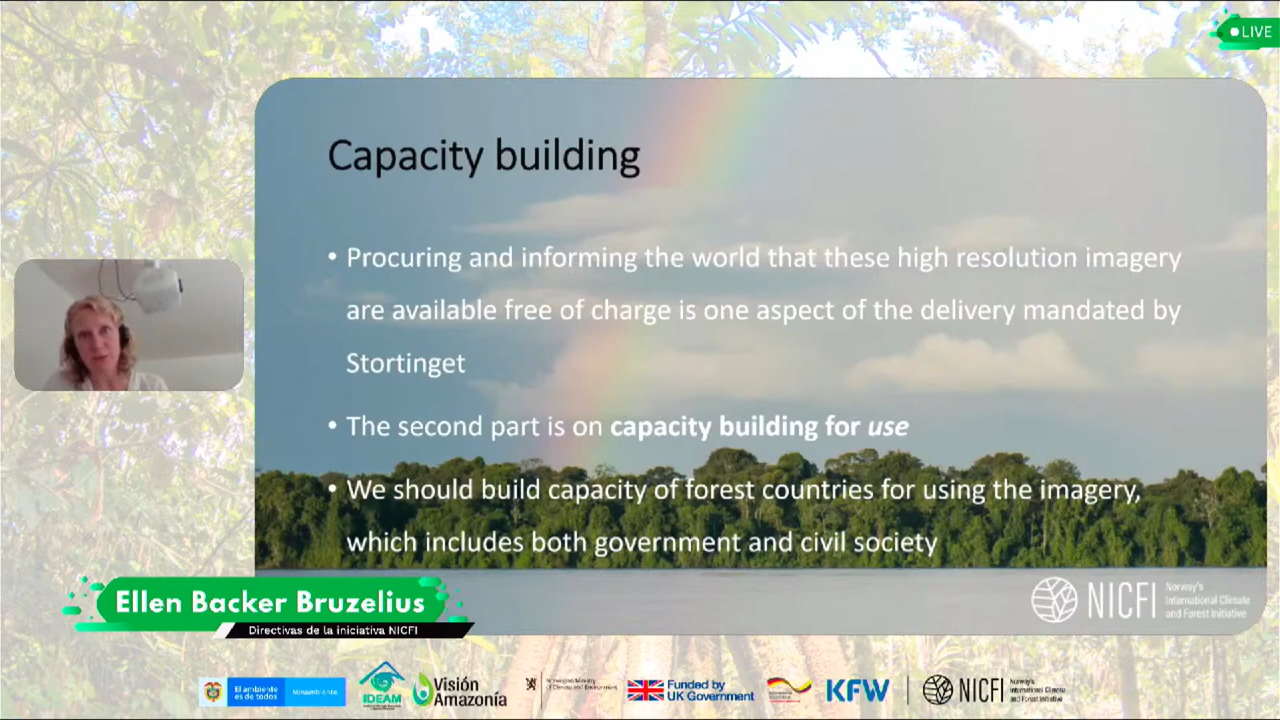 LIVE
Capacity building
• Procuring and informing the world that these high resolution imagery
are available free of charge is one aspect of the delivery mandated by
Stortinget
• The second part is on capacity building for use
• We should build capacity of forest countries for using the imagery,
which includes both government and civil society
NICFI
Norway's
International Climate
and Forest Initiative
Ellen Backer Bruzelius
Directivas de la iniciativa NICFI
El ambiente
es de todos
Minambiente
IDEAM
Visión
Amazonía
Norwegian Ministry
of Climate and Environment
Funded by
UK Government
KFW
NICFI
Norway's
International Climate
and Forest Initiative